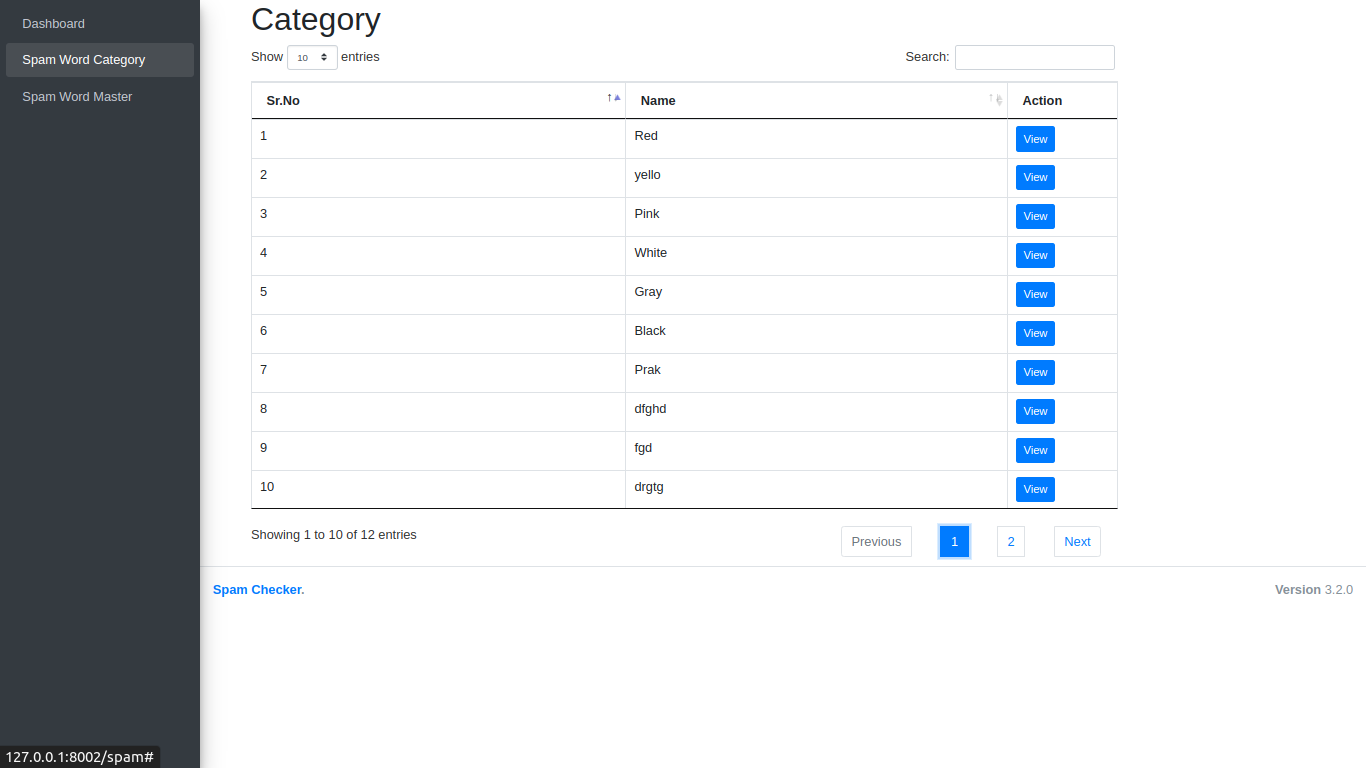 Dashboard
Spam Word Category
Spam Word Master
Category
Show 10 entries
Search:
Sr.No Name Action
1 Red View
2 yello View
3 Pink View
4 White View
5 Gray View
6 Black View
7 Prak View
8 dfghd View
9 fgd View
10 drgtg View
Showing 1 to 10 of 12 entries
Previous 1 2 Next
Spam Checker.
Version 3.2.0
127.0.0.1:8002/spam#